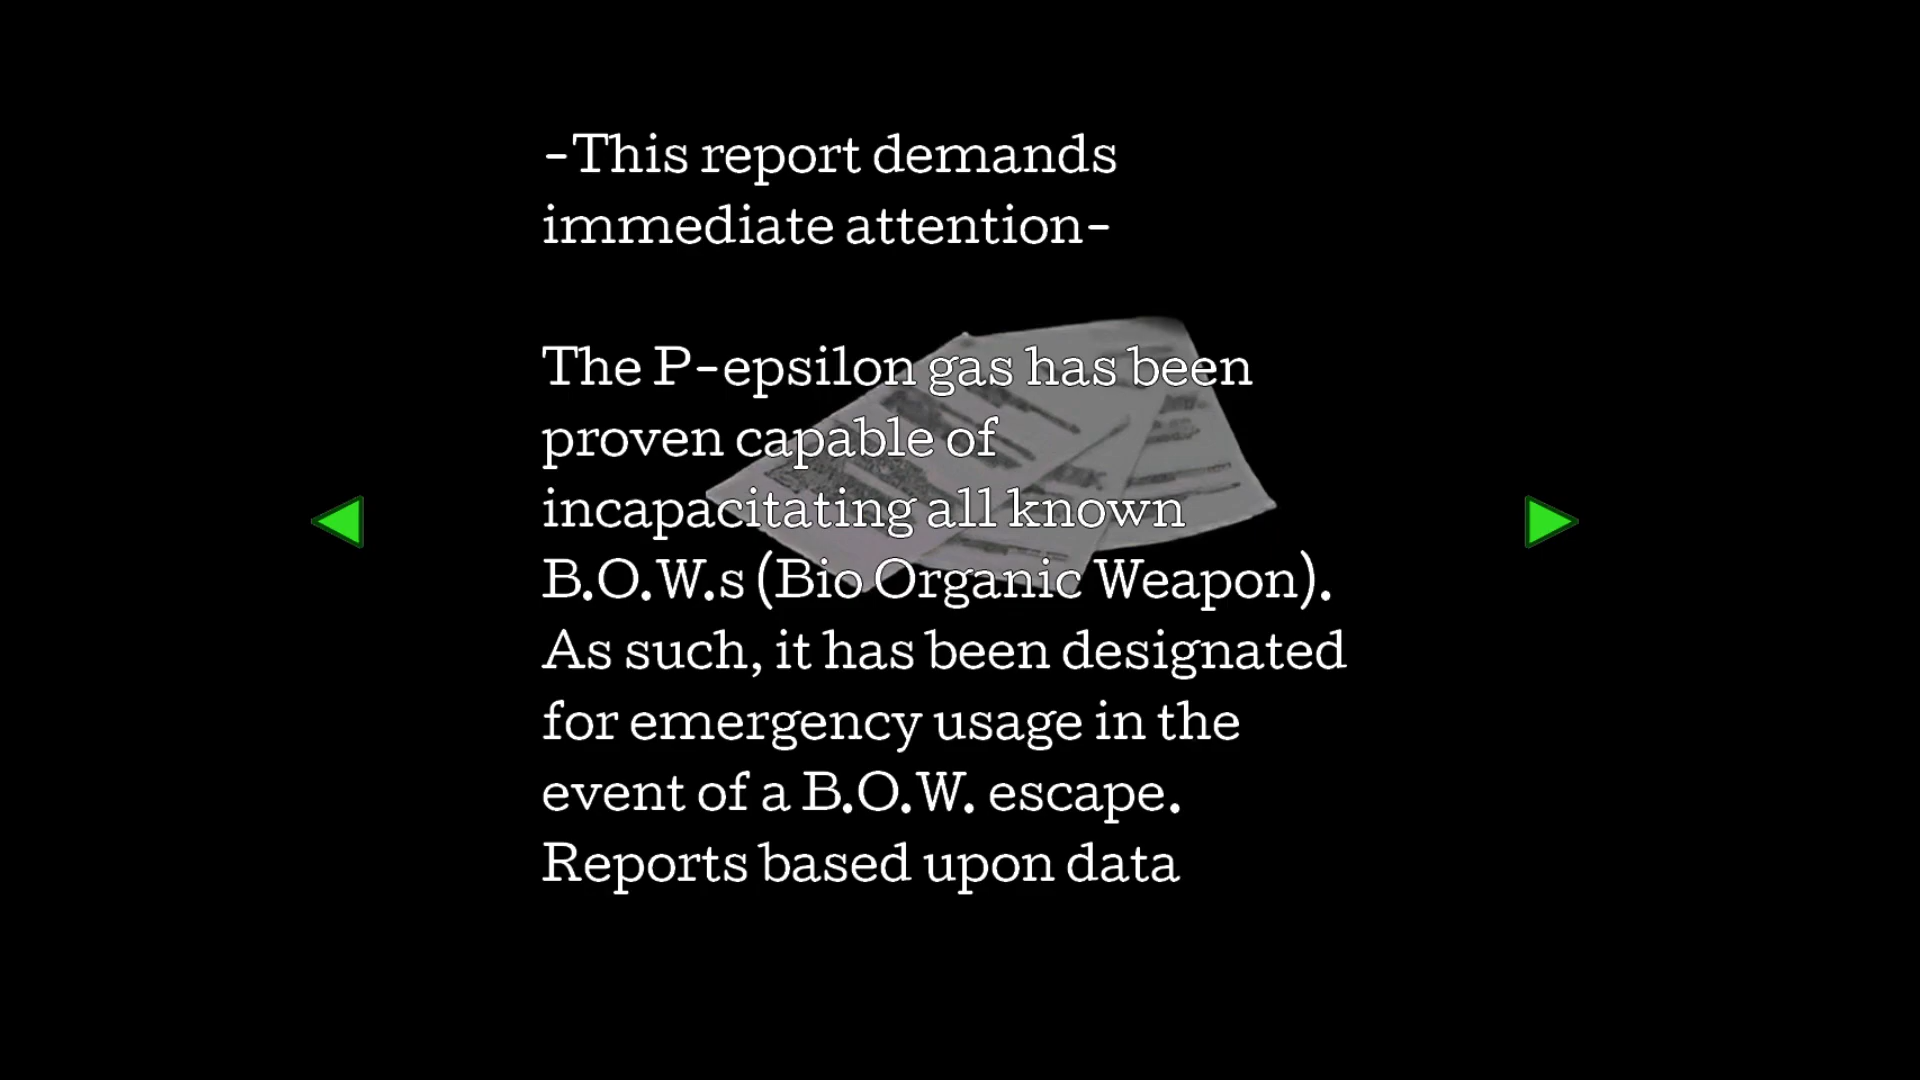 -This report demands
immediate attention-
The P-epsilon gas has been
proven capable of
incapacitating all known
B.O.W.s (Bio Organic Weapon).
As such, it has been designated
for emergency usage in the
event of a B.O.W. escape.
Reports based upon data